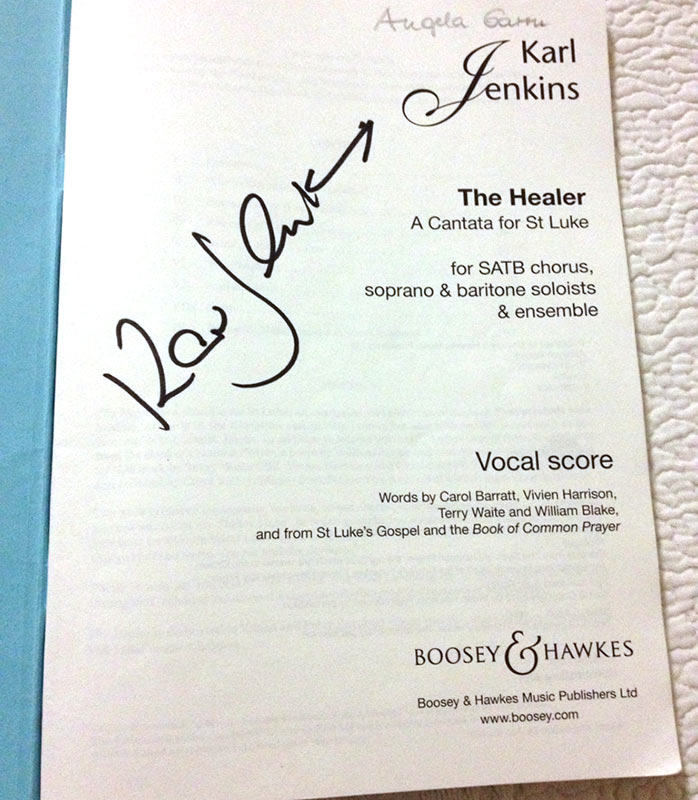 Angela
Karl
Jenkins
Karl Jenkins
The Healer
A Cantata for St Luke
for SATB chorus,
soprano & baritone soloists
& ensemble
Vocal score
Words by Carol Barratt, Vivien Harrison,
Terry Waite and William Blake,
and from St Luke's Gospel and the Book of Common Prayer
BOOSEY & HAWKES
Boosey & Hawkes Music Publishers Ltd
www.boosey.com